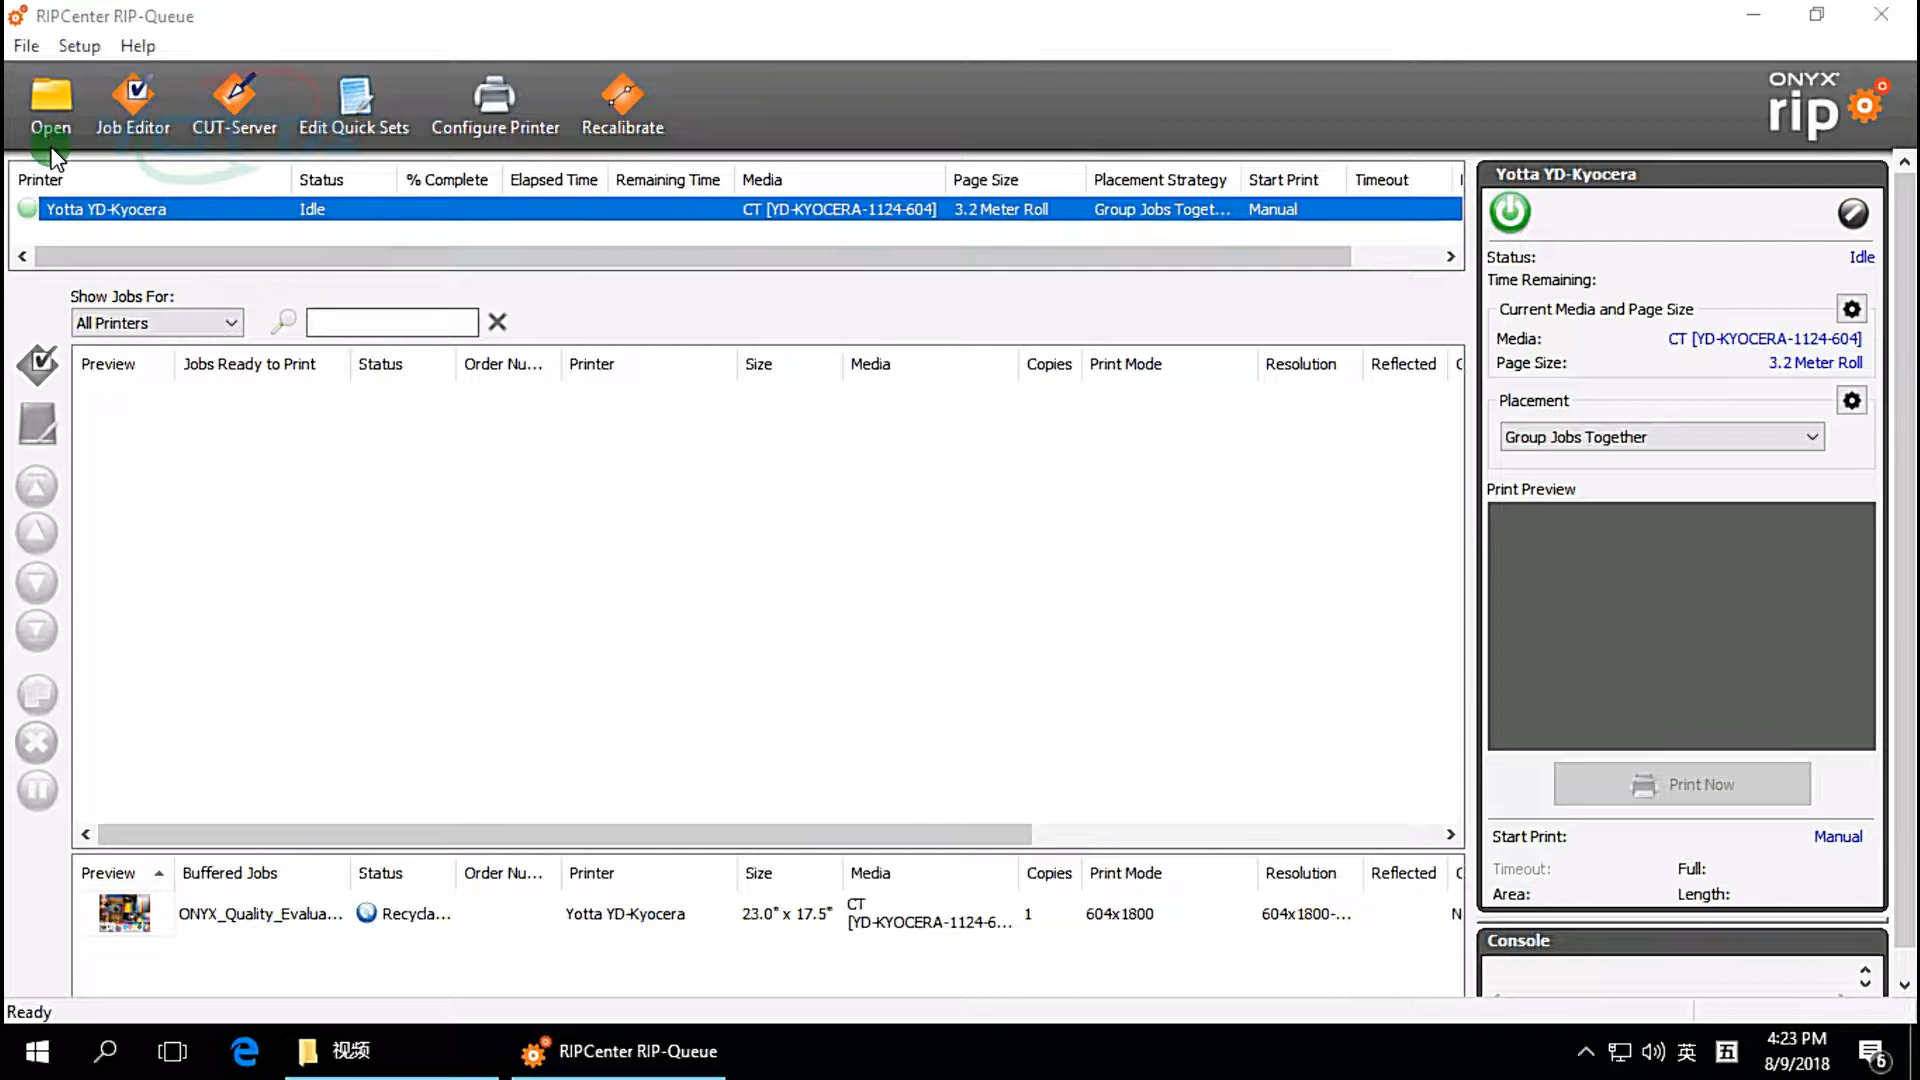 RIPCenter RIP-Queue
File Setup Help
Open Job Editor CUT-Server Edit Quick Sets Configure Printer Recalibrate
ONYX rip
Printer Status % Complete Elapsed Time Remaining Time Media Page Size Placement Strategy Start Print Timeout
Yotta YD-Kyocera Idle CT [YD-KYOCERA-1124-604] 3.2 Meter Roll Group Jobs Toget... Manual
Show Jobs For:
All Printers
Preview Jobs Ready to Print Status Order Nu... Printer Size Media Copies Print Mode Resolution Reflected C
Preview Buffered Jobs Status Order Nu... Printer Size Media Copies Print Mode Resolution Reflected C
ONYX_Quality_Evalua... Recycla... Yotta YD-Kyocera 23.0" x 17.5" CT [YD-KYOCERA-1124-6... 1 604x1800 604x1800-... N
Yotta YD-Kyocera
Status: Idle
Time Remaining:
Current Media and Page Size
Media: CT [YD-KYOCERA-1124-604]
Page Size: 3.2 Meter Roll
Placement
Group Jobs Together
Print Preview
Print Now
Start Print: Manual
Timeout: Full:
Area: Length:
Console
Ready
视频 RIPCenter RIP-Queue 英 五 4:23 PM
8/9/2018 6